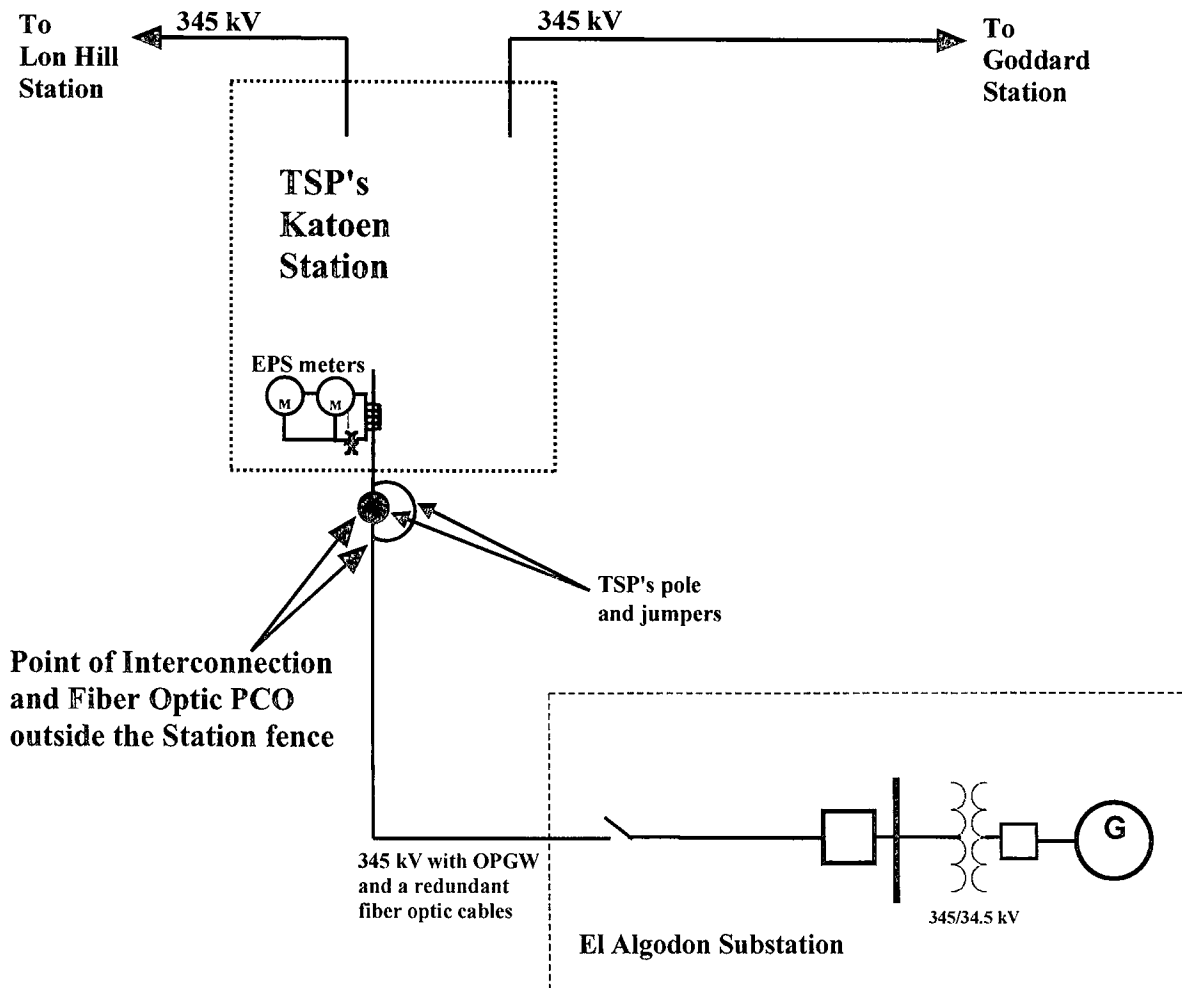 To
Lon Hill
Station
345 kV
345 kV
To
Goddard
Station
TSP's
Katoen
Station
EPS meters
M
M
TSP's pole
and jumpers
Point of Interconnection
and Fiber Optic PCO
outside the Station fence
345 kV with OPGW
and a redundant
fiber optic cables
G
345/34.5 kV
El Algodon Substation